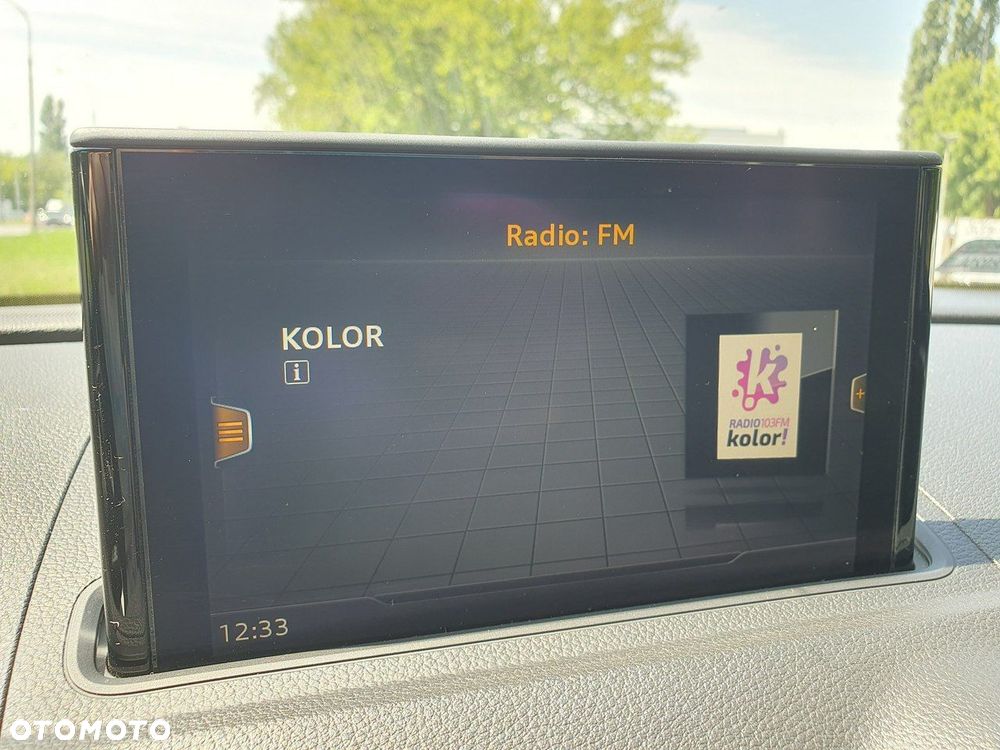 Radio: FM
KOLOR
i
k
RADIO103FM
kolor!
+
12:33
OTOMOTO